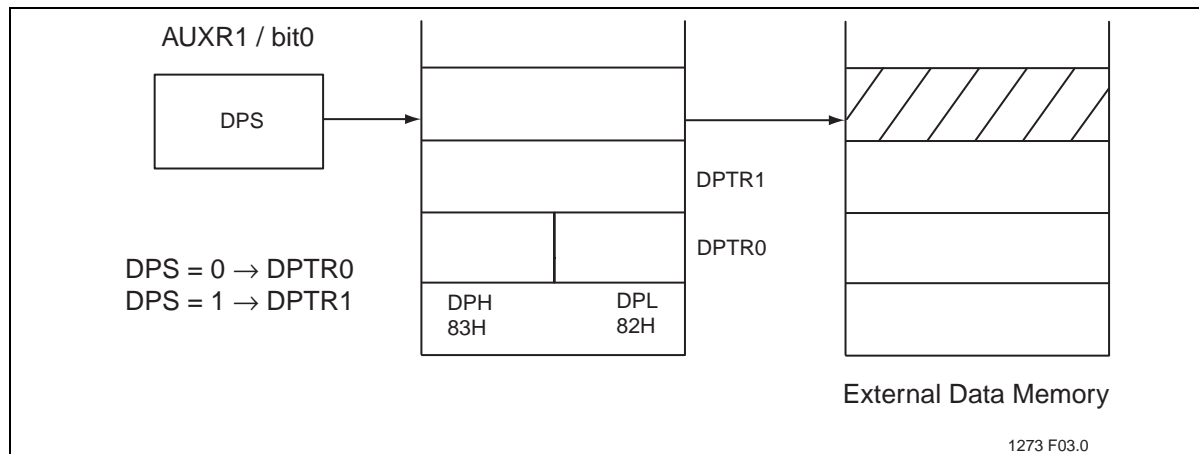 AUXR1 / bit0
DPS
DPTR1
DPTR0
DPS = 0 → DPTR0
DPS = 1 → DPTR1
DPH
83H
DPL
82H
External Data Memory
1273 F03.0